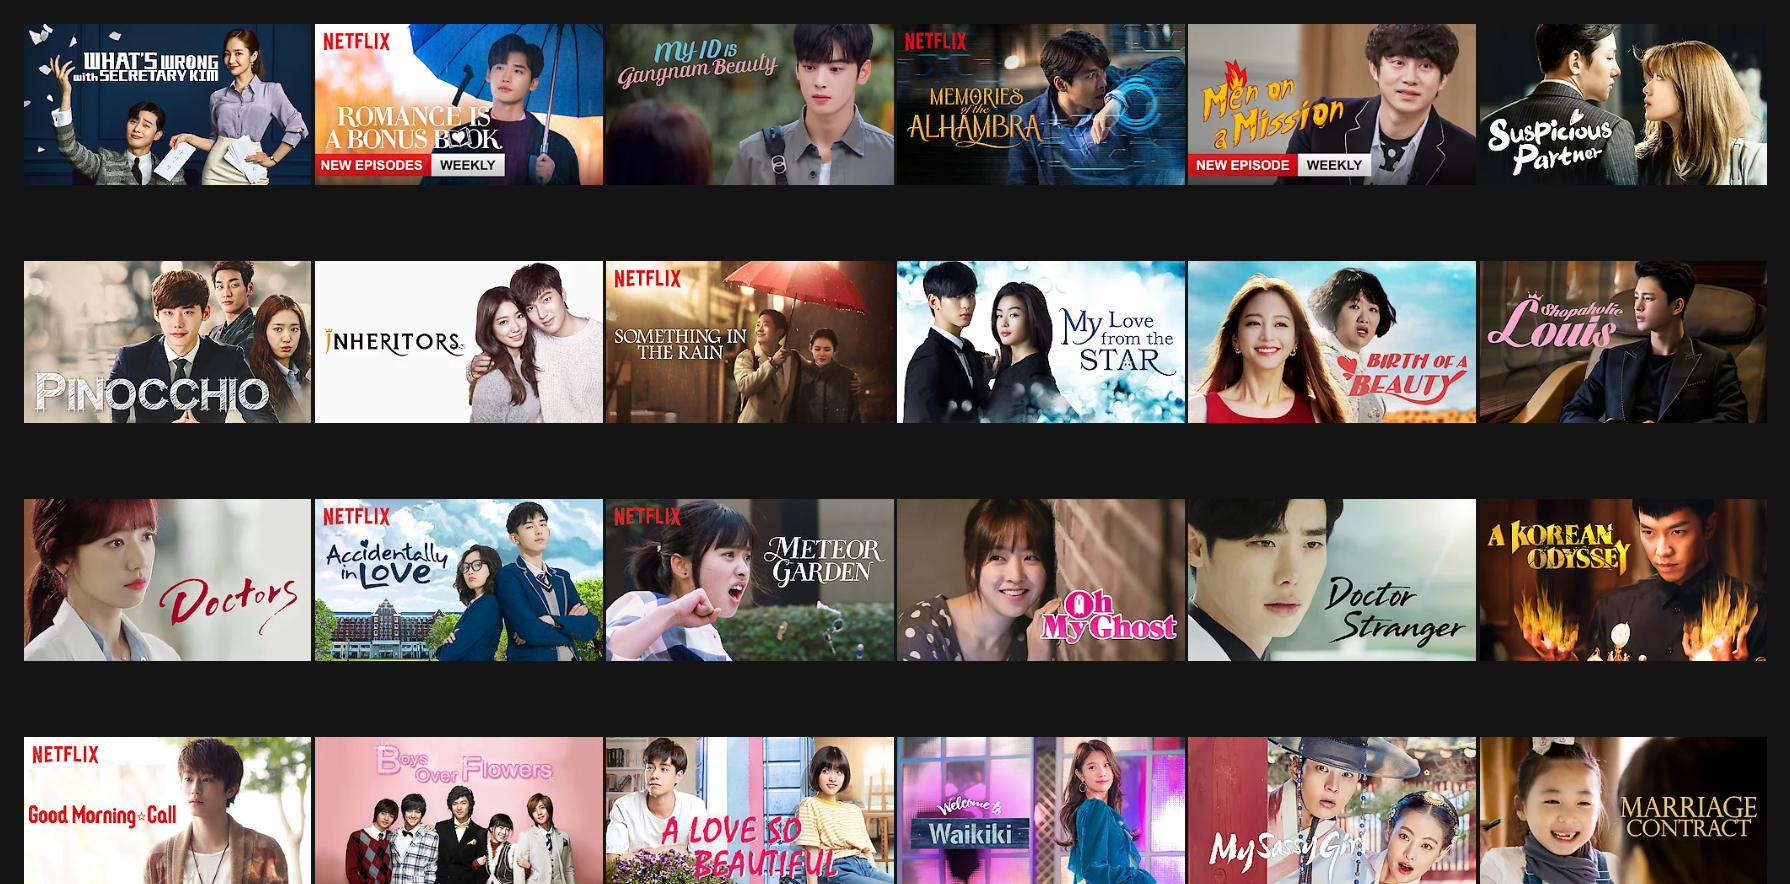 WHAT'S WRONG
with SECRETARY KIM
NETFLIX
ROMANCE IS
A BONUS BOOK
NEW EPISODES WEEKLY
My ID is
Gangnam Beauty
NETFLIX
MEMORIES
of the
ALHAMBRA
Men on
a Mission
NEW EPISODE WEEKLY
Suspicious
Partner
PINOCCHIO
INHERITORS
NETFLIX
SOMETHING IN
THE RAIN
My Love
from the
STAR
BIRTH OF A
BEAUTY
Shopaholic
Louis
Doctors
NETFLIX
Accidentally
in Love
NETFLIX
METEOR
GARDEN
Oh
My Ghost
Doctor
Stranger
A KOREAN
ODYSSEY
NETFLIX
Good Morning☆Call
Boys
Over Flowers
A LOVE SO
BEAUTIFUL
Welcome to
Waikiki
My Sassy Girl
MARRIAGE
CONTRACT